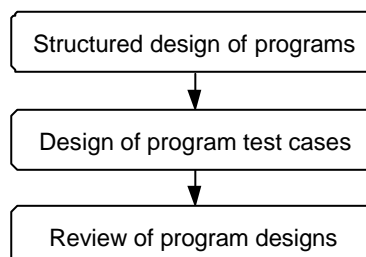 Structured design of programs
Design of program test cases
Review of program designs